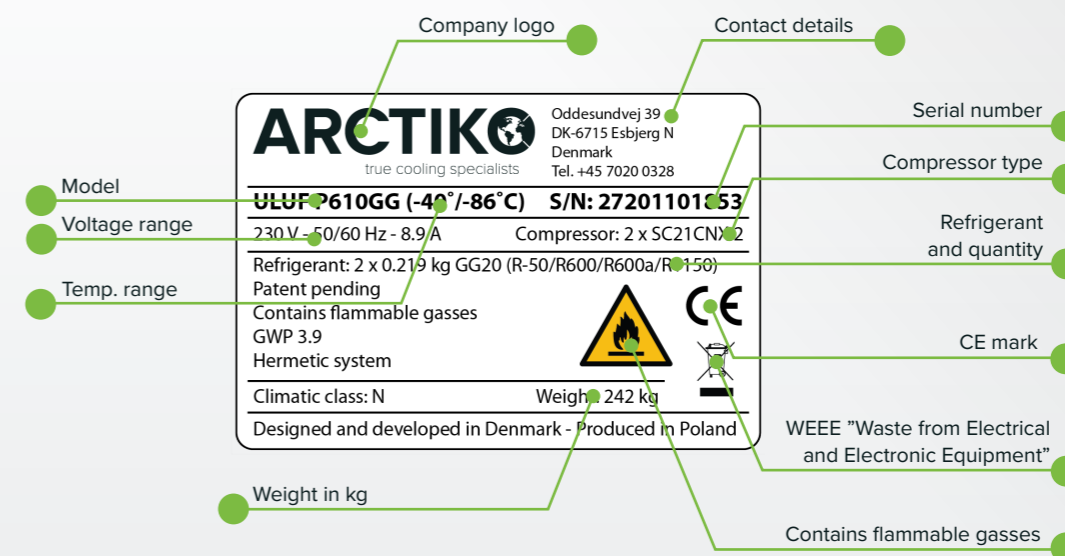 Company logo
Contact details
ARCTIKO
true cooling specialists
Oddesundvej 39
DK-6715 Esbjerg N
Denmark
Tel. +45 7020 0328
Serial number
Compressor type
Model
ULUF P610GG (-40˚/-86˚C) S/N: 27201101853
Voltage range
230 V - 50/60 Hz - 8.9 A Compressor: 2 x
Refrigerant
and quantity
Refrigerant: 2 x 0.219 kg GG20 (R-50/R600/R600a/
Temp. range
Patent pending
Contains flammable gasses
GWP 3.9
Hermetic system
CE
CE mark
Climatic class: N Weight: 242 kg
Designed and developed in Denmark - Produced in Poland
WEEE ”Waste from Electrical
and Electronic Equipment”
Weight in kg
Contains flammable gasses